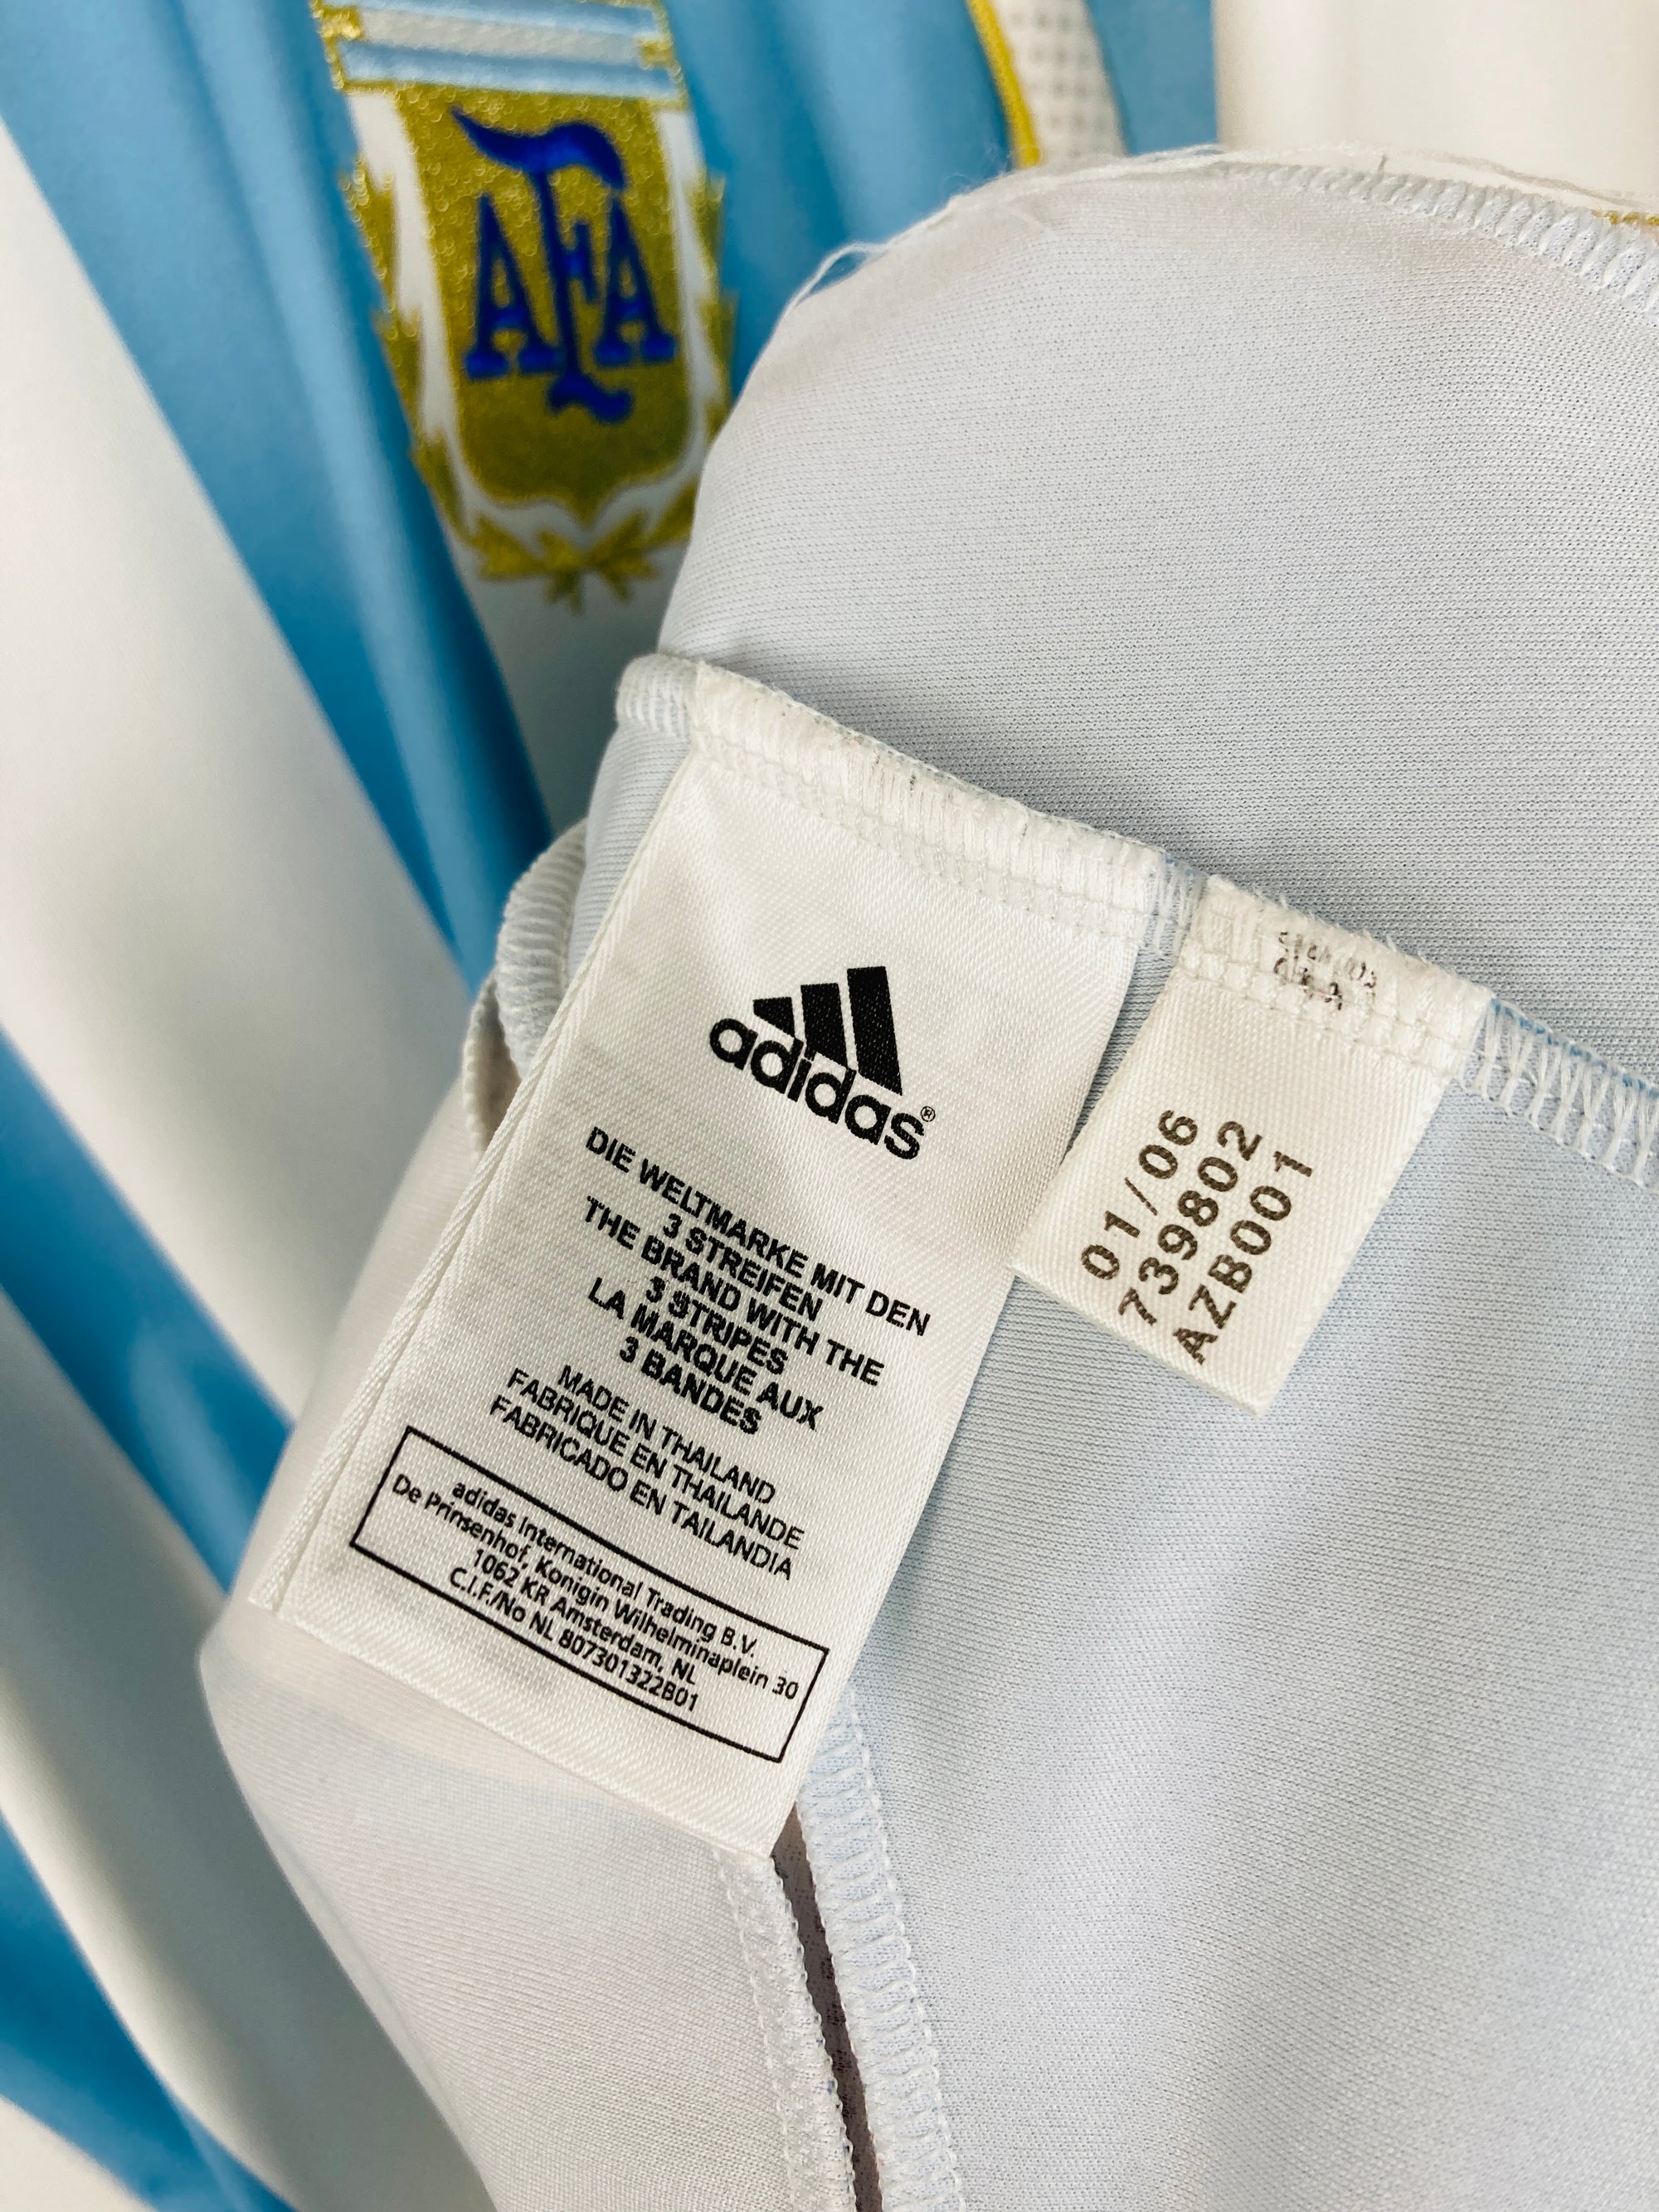 AFA
adidas®
DIE WELTMARKE MIT DEN
3 STREIFEN
THE BRAND WITH THE
3 STRIPES
LA MARQUE AUX
3 BANDES
MADE IN THAILAND
FABRIQUE EN THAILANDE
FABRICADO EN TAILANDIA
adidas International Trading B.V.
De Prinsenhof, Konigin Wilhelminaplein 30
1062 KR Amsterdam, NL
C.I.F./No NL 807301322B01
01/06
739802
AZB001